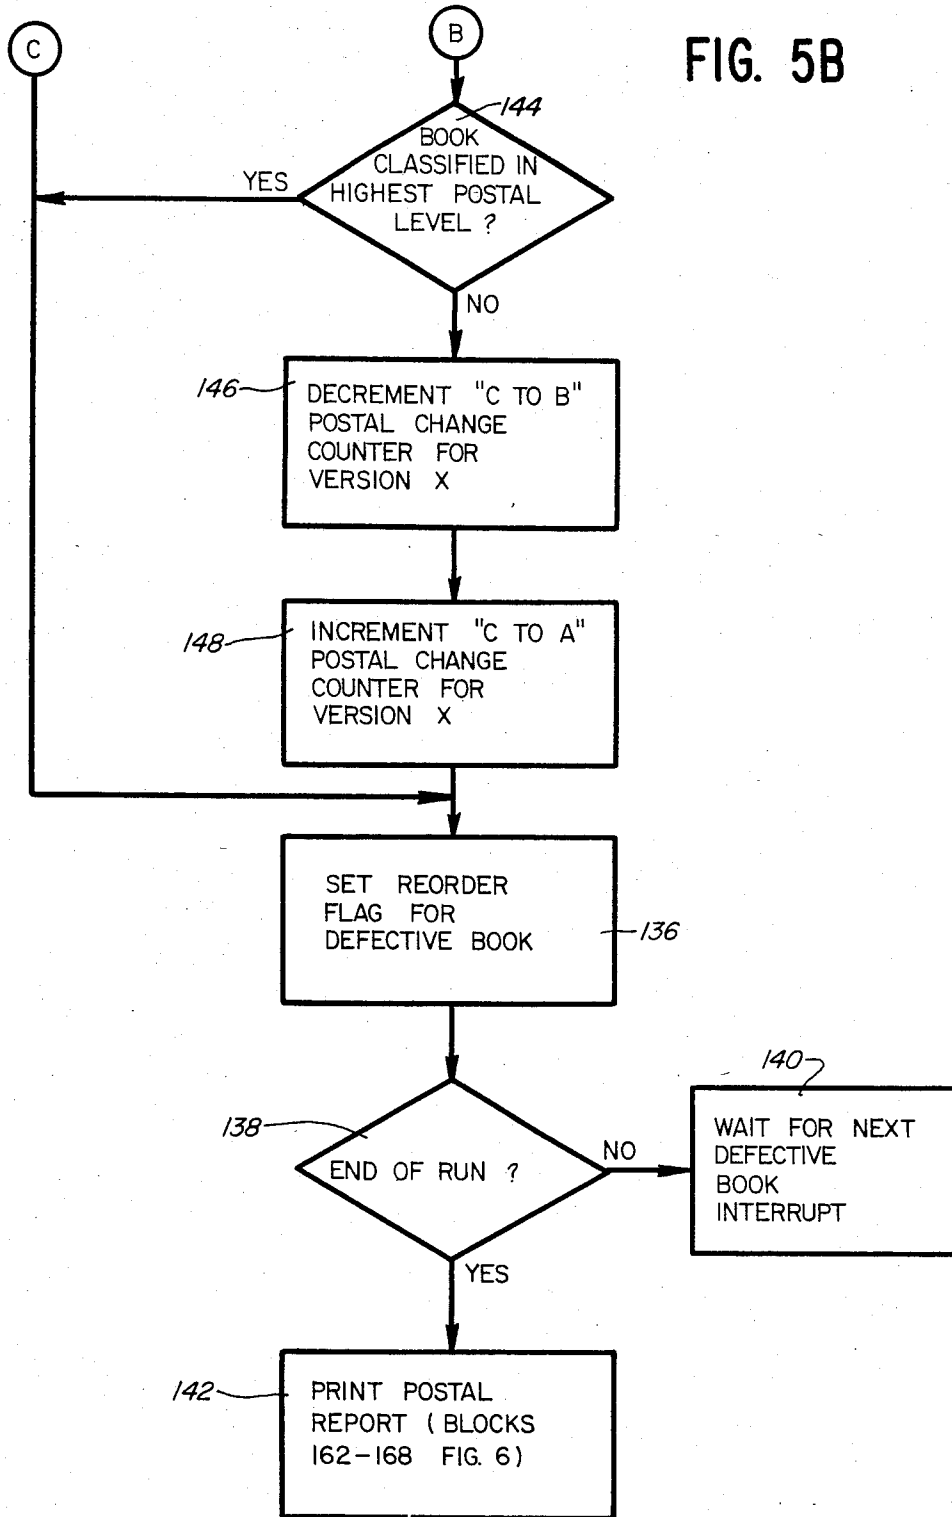 C
B
FIG. 5B
144
BOOK
CLASSIFIED IN
HIGHEST POSTAL
LEVEL ?
YES
NO
146
DECREMENT "C TO B"
POSTAL CHANGE
COUNTER FOR
VERSION X
148
INCREMENT "C TO A"
POSTAL CHANGE
COUNTER FOR
VERSION X
SET REORDER
FLAG FOR
DEFECTIVE BOOK
136
138
END OF RUN ?
NO
140
WAIT FOR NEXT
DEFECTIVE
BOOK
INTERRUPT
YES
142
PRINT POSTAL
REPORT ( BLOCKS
162-168 FIG. 6)